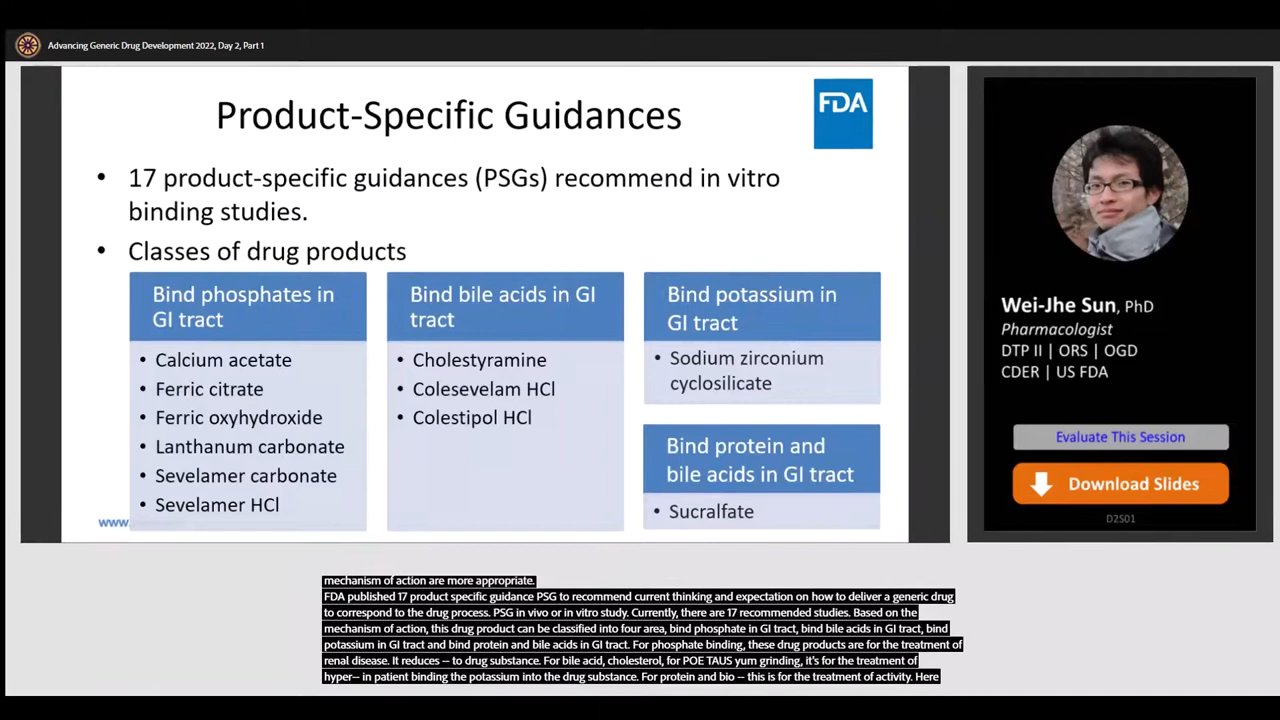 Advancing Generic Drug Development 2022, Day 2, Part 1
Product-Specific Guidances
FDA
• 17 product-specific guidances (PSGs) recommend in vitro
binding studies.
• Classes of drug products
Bind phosphates in
GI tract
• Calcium acetate
• Ferric citrate
• Ferric oxyhydroxide
• Lanthanum carbonate
• Sevelamer carbonate
• Sevelamer HCl
Bind bile acids in GI
tract
• Cholestyramine
• Colesevelam HCl
• Colestipol HCl
Bind potassium in
GI tract
• Sodium zirconium
cyclosilicate
Bind protein and
bile acids in GI tract
• Sucralfate
www.
Wei-Jhe Sun, PhD
Pharmacologist
DTP II | ORS | OGD
CDER | US FDA
Evaluate This Session
Download Slides
D2S01
mechanism of action are more appropriate.
FDA published 17 product specific guidance PSG to recommend current thinking and expectation on how to deliver a generic drug
to correspond to the drug process. PSG in vivo or in vitro study. Currently, there are 17 recommended studies. Based on the
mechanism of action, this drug product can be classified into four area, bind phosphate in GI tract, bind bile acids in GI tract, bind
potassium in GI tract and bind protein and bile acids in GI tract. For phosphate binding, these drug products are for the treatment of
renal disease. It reduces -- to drug substance. For bile acid, cholesterol, for POE TAUS yum grinding, it's for the treatment of
hyper-- in patient binding the potassium into the drug substance. For protein and bio -- this is for the treatment of activity. Here